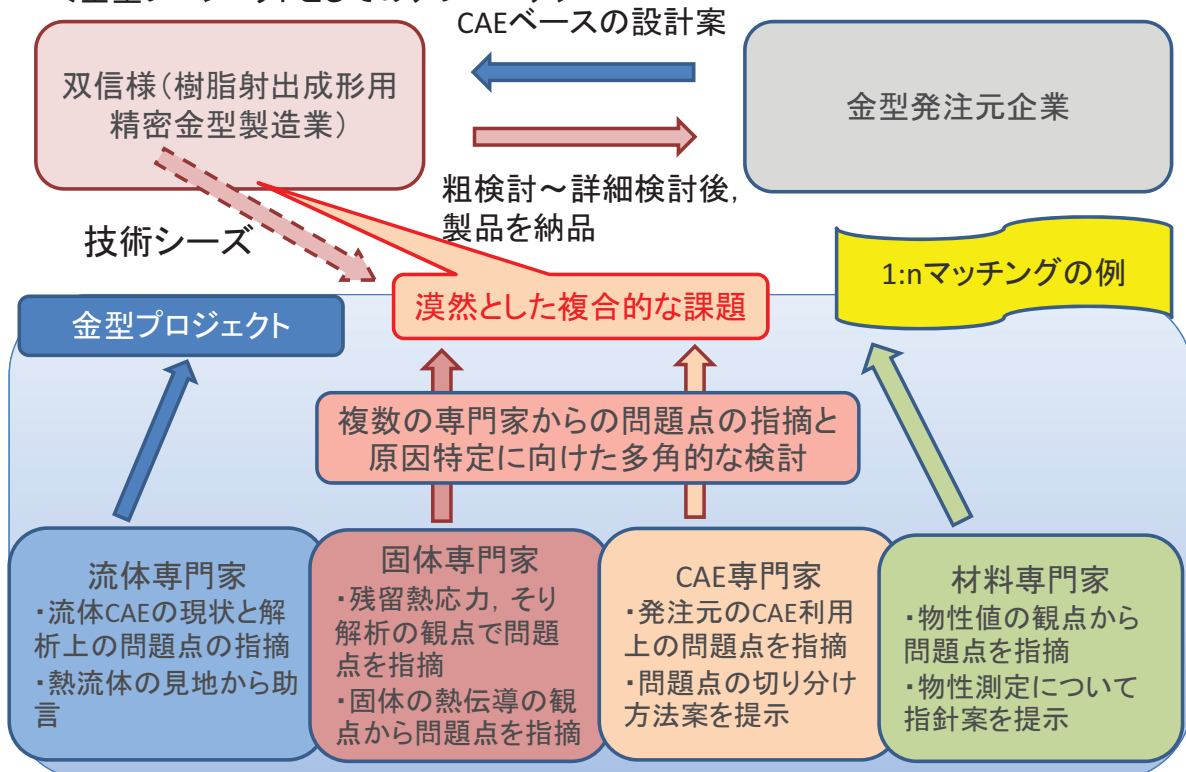 CAEベースの設計案
双信様(樹脂射出成形用
精密金型製造業)
金型発注元企業
粗検討~詳細検討後,
製品を納品
技術シーズ
1:nマッチングの例
漠然とした複合的な課題
金型プロジェクト
複数の専門家からの問題点の指摘と
原因特定に向けた多角的な検討
流体専門家
・流体CAEの現状と解
析上の問題点の指摘
・熱流体の見地から助
言
固体専門家
・残留熱応力,そり
解析の観点で問題
点を指摘
・固体の熱伝導の観
点から問題点を指摘
CAE専門家
・発注元のCAE利用
上の問題点を指摘
・問題点の切り分け
方法案を提示
材料専門家
・物性値の観点から
問題点を指摘
・物性測定について
指針案を提示